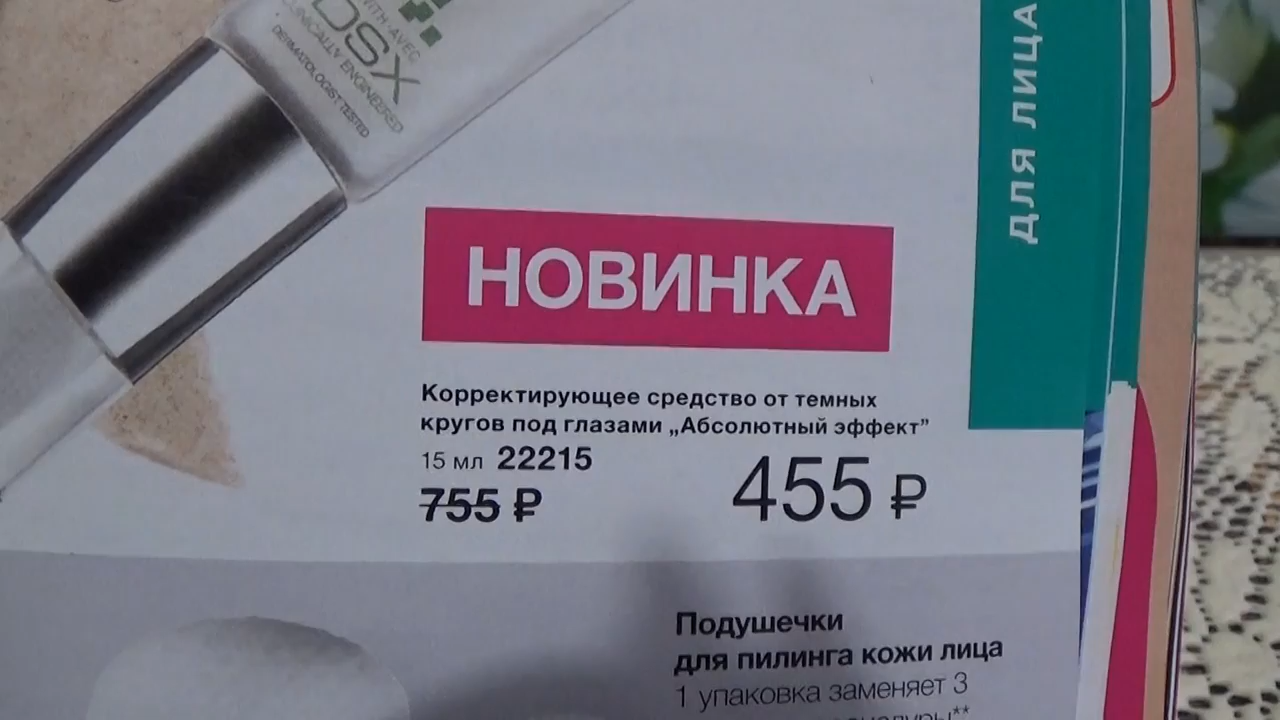 WITH · AVEC
DSX
CLINICALLY ENGINEERED
DERMATOLOGIST TESTED
ДЛЯ ЛИЦА
НОВИНКА
Корректирующее средство от темных
кругов под глазами „Абсолютный эффект”
15 мл 22215
755 ₽ 455 ₽
Подушечки
для пилинга кожи лица
1 упаковка заменяет 3